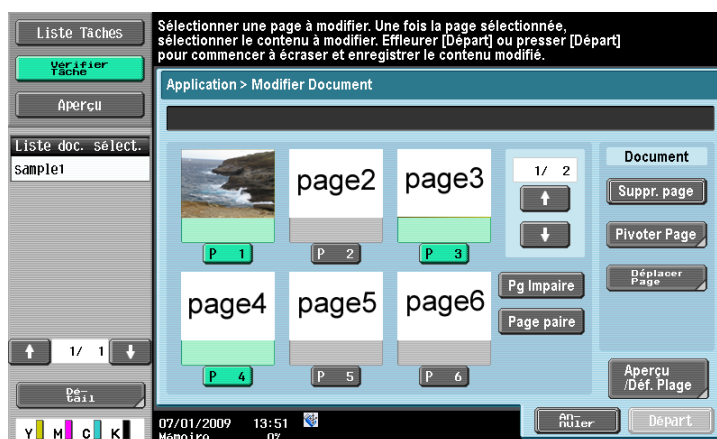 Liste Tâches
Sélectionner une page à modifier. Une fois la page sélectionnée,
sélectionner le contenu à modifier. Effleurer [Départ] ou presser [Départ]
pour commencer à écraser et enregistrer le contenu modifié.
Vérifier
Tâche
Aperçu
Application > Modifier Document
Liste doc. sélect.
sample1
page2
page3
1/ 2
Document
Suppr. page
Pivoter Page
Déplacer
Page
P 1
P 2
P 3
page4
page5
page6
Pg Impaire
Page paire
1/ 1
P 4
P 5
P 6
Aperçu
/Déf. Plage
Dé-
tail
07/01/2009 13:51
Mémoire 0%
An-
nuler
Départ
Y M C K